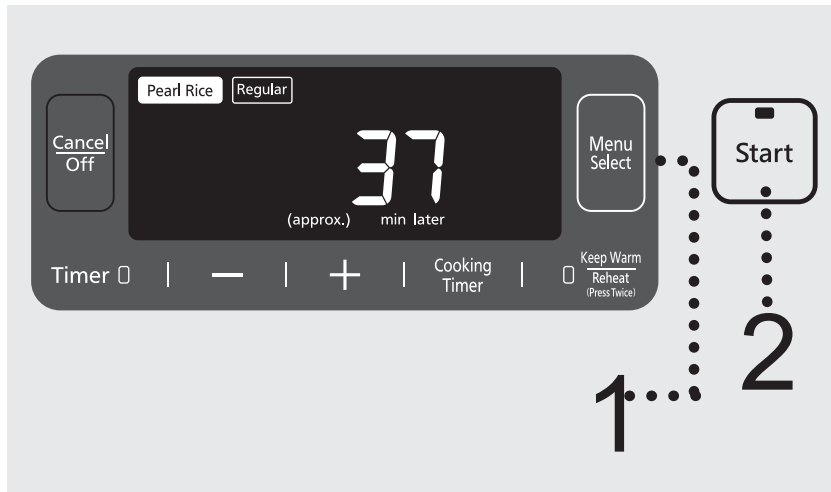 Pearl Rice Regular
Cancel
Off
37
(approx.) min later
Menu
Select
Start
Timer
−
+
Cooking
Timer
Keep Warm
Reheat
(Press Twice)
1
2